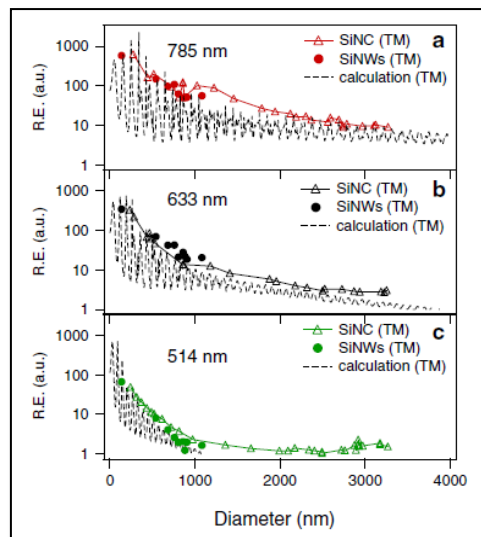 1000
100
10
1
R.E. (a.u.)
785 nm
SiNC (TM)
SiNWs (TM)
calculation (TM)
a
1000
100
10
1
R.E. (a.u.)
633 nm
SiNC (TM)
SiNWs (TM)
calculation (TM)
b
1000
100
10
1
R.E. (a.u.)
514 nm
SiNC (TM)
SiNWs (TM)
calculation (TM)
c
0 1000 2000 3000 4000
Diameter (nm)